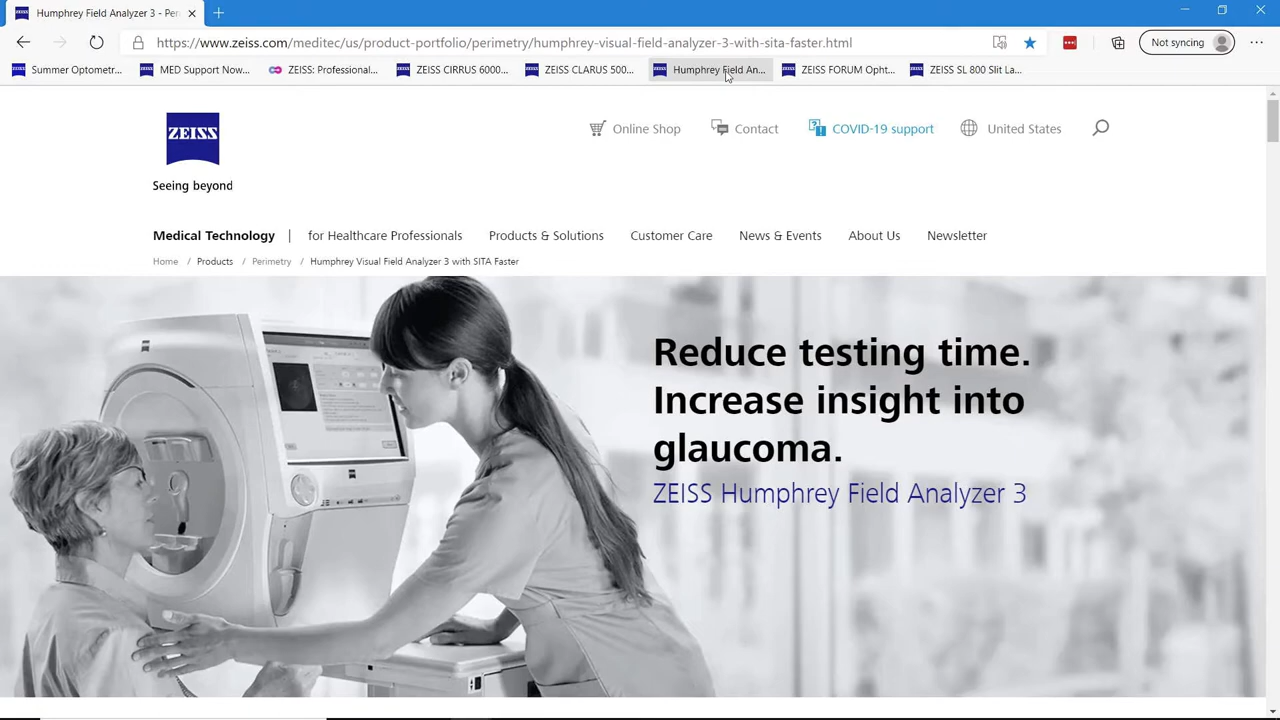 Humphrey Field Analyzer 3 - Per
https://www.zeiss.com/meditec/us/product-portfolio/perimetry/humphrey-visual-field-analyzer-3-with-sita-faster.html
Not syncing
Summer Optometr...
MED Support Now...
ZEISS: Professional...
ZEISS CIRRUS 6000...
ZEISS CLARUS 500...
Humphrey Field An...
ZEISS FORUM Opht...
ZEISS SL 800 Slit La...
ZEISS
Seeing beyond
Online Shop
Contact
COVID-19 support
United States
Medical Technology
for Healthcare Professionals
Products & Solutions
Customer Care
News & Events
About Us
Newsletter
Home / Products / Perimetry / Humphrey Visual Field Analyzer 3 with SITA Faster
Reduce testing time.
Increase insight into
glaucoma.
ZEISS Humphrey Field Analyzer 3